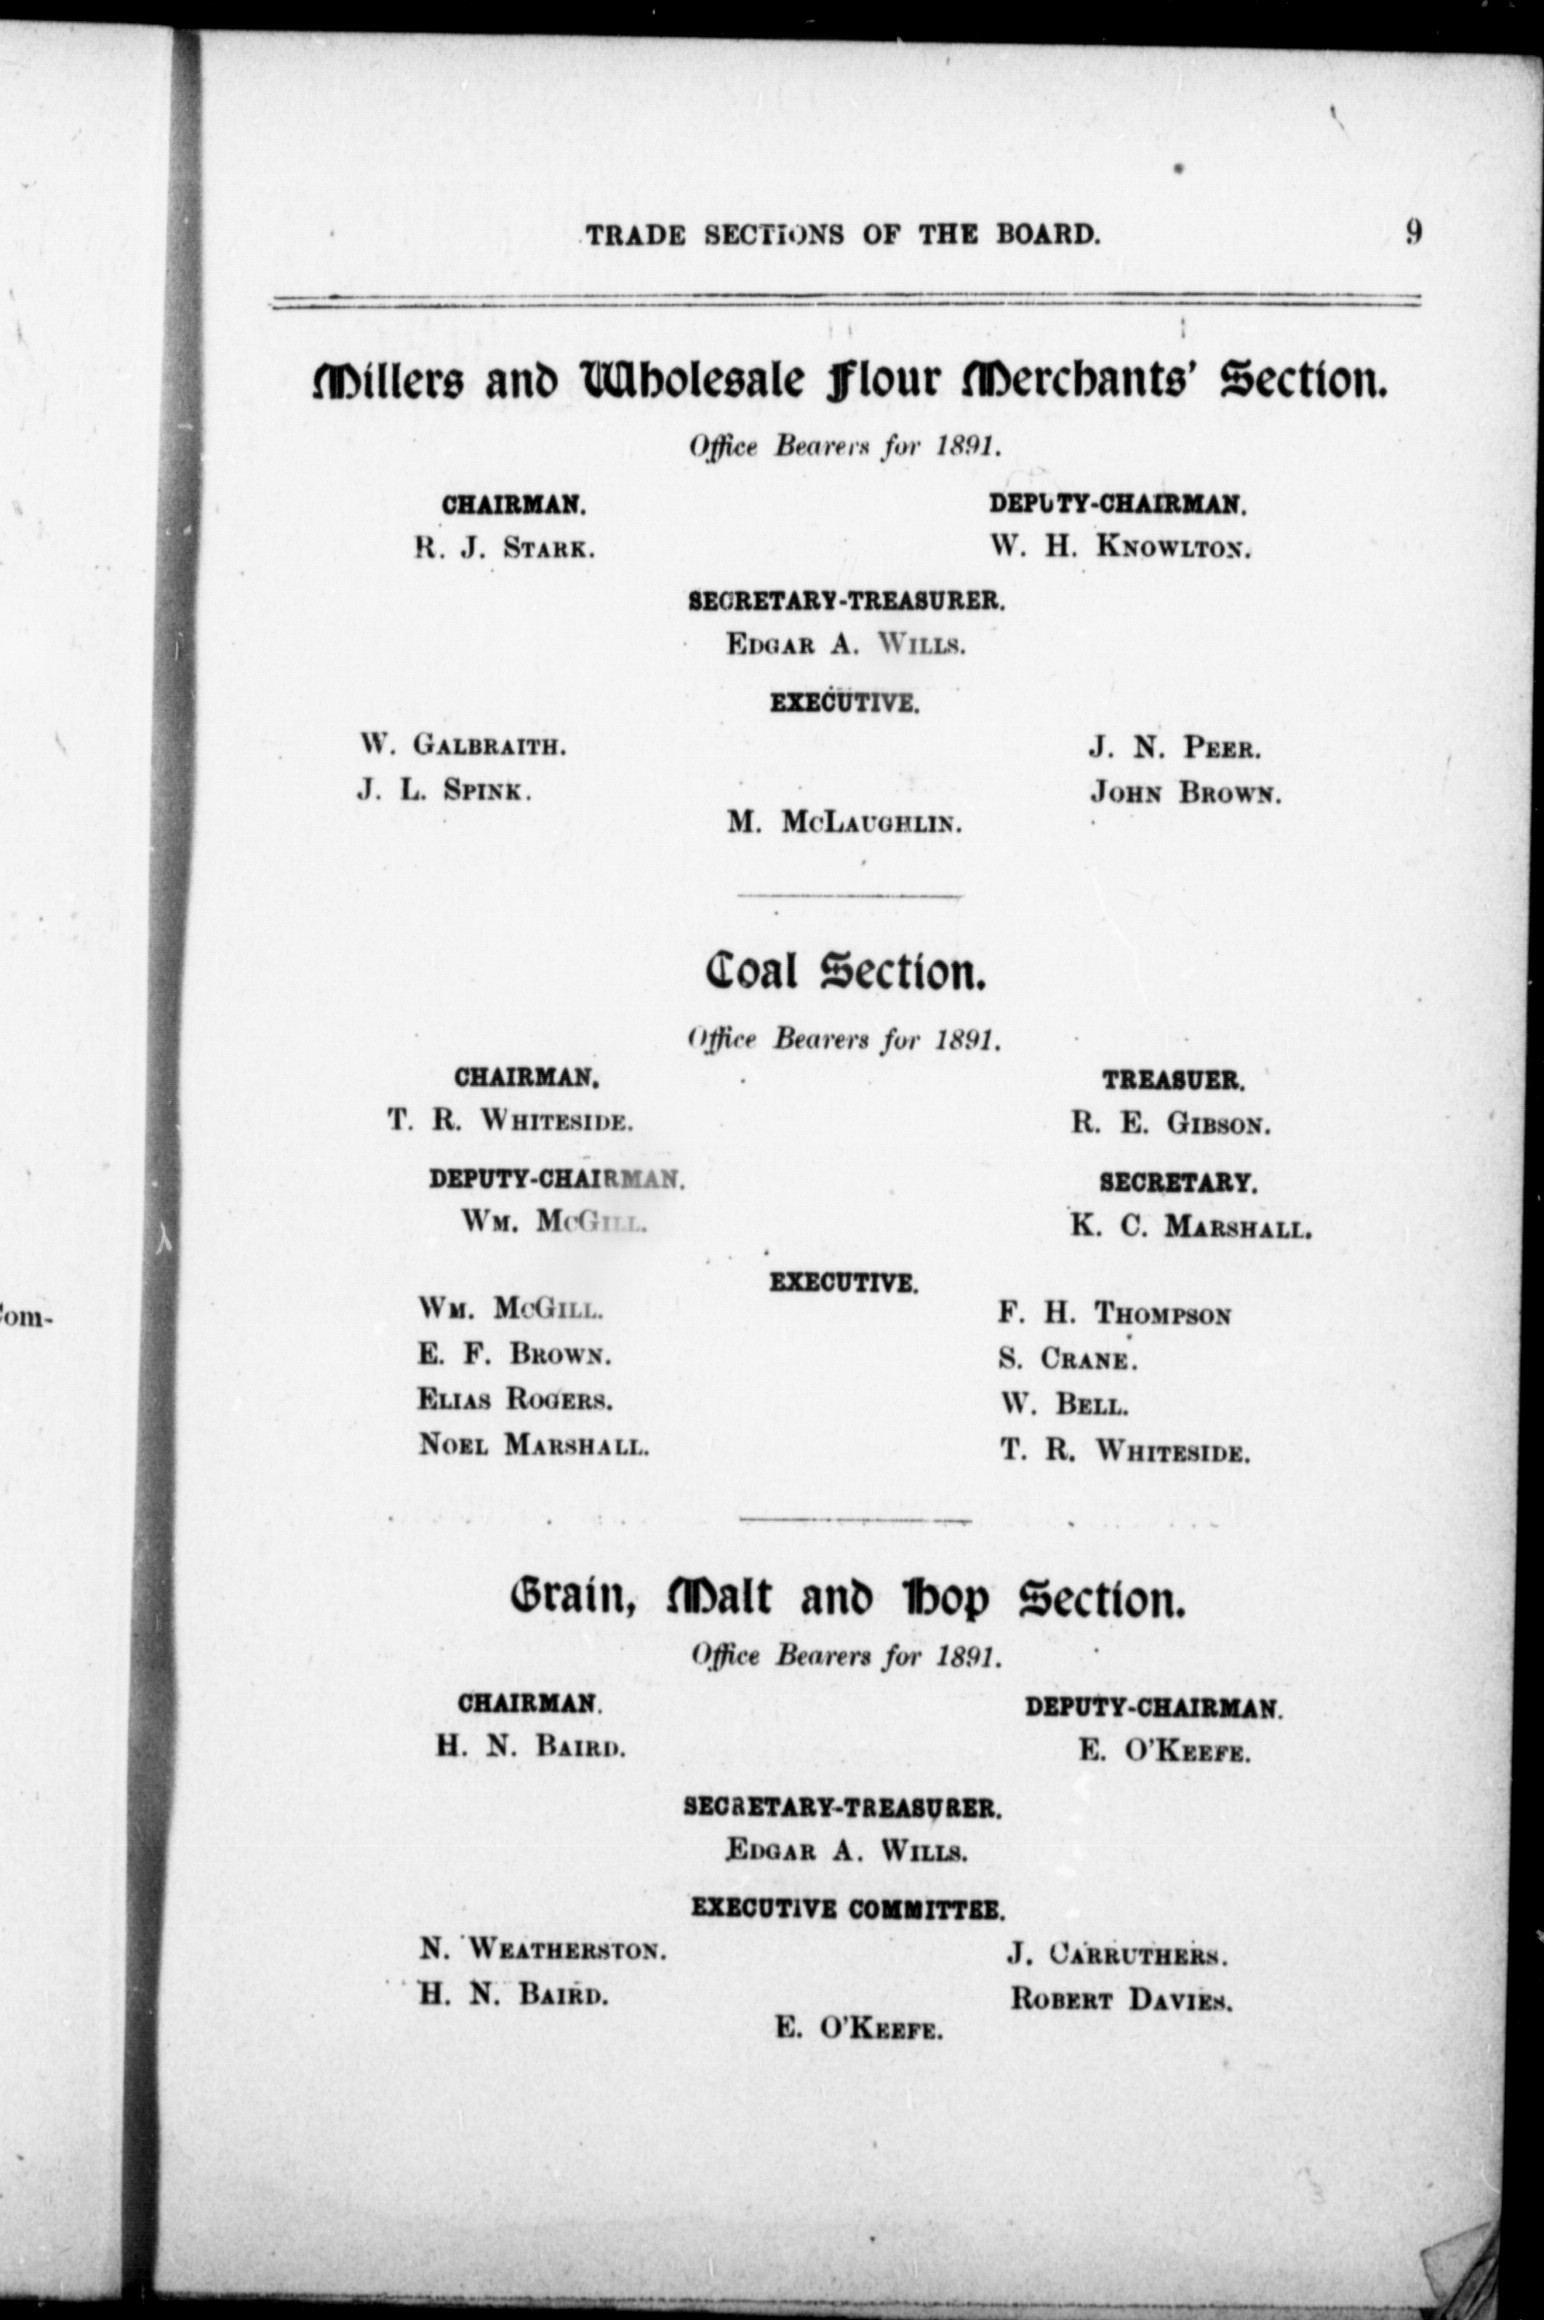 TRADE SECTIONS OF THE BOARD. 9
Millers and Wholesale Flour Merchants' Section.
Office Bearers for 1891.
CHAIRMAN. DEPUTY-CHAIRMAN.
R. J. STARK. W. H. KNOWLTON.
SECRETARY-TREASURER.
EDGAR A. WILLS.
EXECUTIVE.
W. GALBRAITH. J. N. PEER.
J. L. SPINK. JOHN BROWN.
M. MCLAUGHLIN.
Coal Section.
Office Bearers for 1891.
CHAIRMAN. TREASUER.
T. R. WHITESIDE. R. E. GIBSON.
DEPUTY-CHAIRMAN. SECRETARY.
WM. MCGILL. K. C. MARSHALL.
EXECUTIVE.
WM. MCGILL. F. H. THOMPSON
E. F. BROWN. S. CRANE.
ELIAS ROGERS. W. BELL.
NOEL MARSHALL. T. R. WHITESIDE.
Grain, Malt and Hop Section.
Office Bearers for 1891.
CHAIRMAN. DEPUTY-CHAIRMAN.
H. N. BAIRD. E. O'KEEFE.
SECRETARY-TREASURER.
EDGAR A. WILLS.
EXECUTIVE COMMITTEE.
N. WEATHERSTON. J. CARRUTHERS.
H. N. BAIRD. ROBERT DAVIES.
E. O'KEEFE.
om-